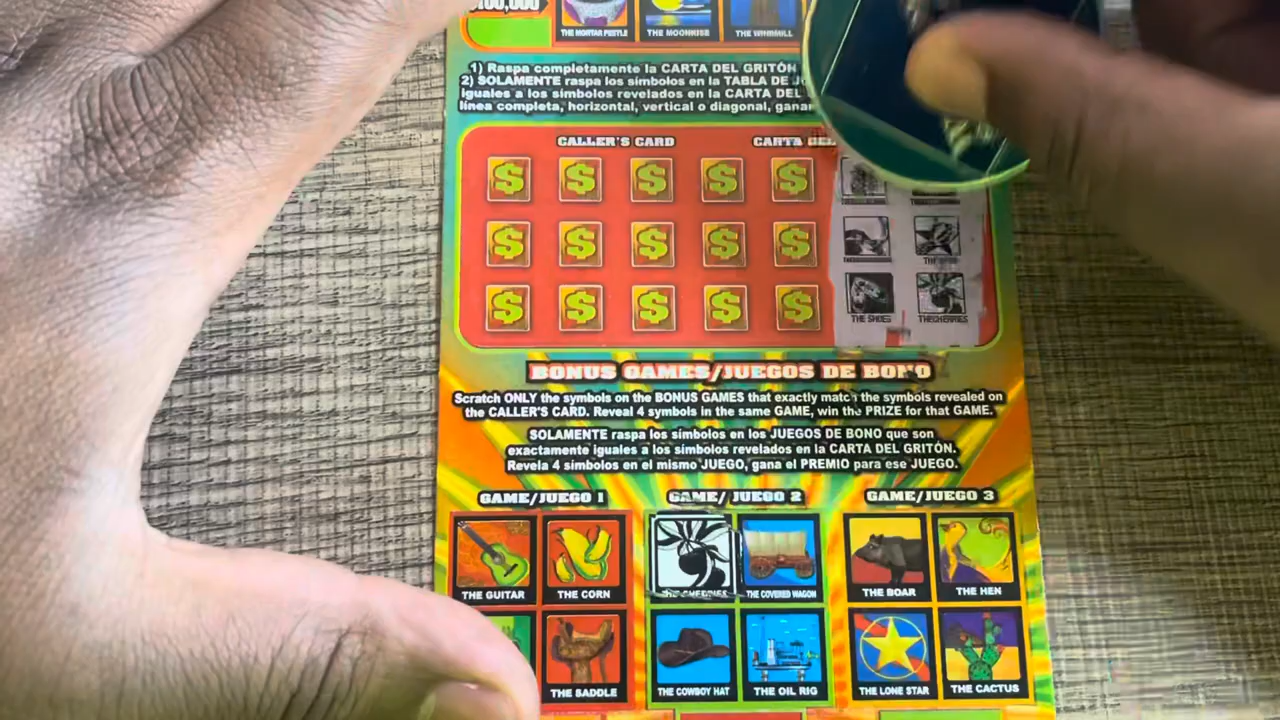 $100,000
THE MORTAR PESTLE THE MOONRISE THE WINDMILL
1) Raspa completamente la CARTA DEL GRITÓN
2) SOLAMENTE raspa los símbolos en la TABLA DE
iguales a los símbolos revelados en la CARTA DEL
línea completa, horizontal, vertical o diagonal,
CALLER'S CARD CARTA DEL
$ $ $ $ $
$ $ $ $ $
$ $ $ $ $
THE SHOES THE CHERRIES
BONUS GAMES/JUEGOS DE BONO
Scratch ONLY the symbols on the BONUS GAMES that exactly match the symbols revealed on
the CALLER'S CARD. Reveal 4 symbols in the same GAME, win the PRIZE for that GAME.
SOLAMENTE raspa los símbolos en los JUEGOS DE BONO que son
exactamente iguales a los símbolos revelados en la CARTA DEL GRITÓN.
Revela 4 símbolos en el mismo JUEGO, gana el PREMIO para ese JUEGO.
GAME/JUEGO 1 GAME/ JUEGO 2 GAME/JUEGO 3
THE GUITAR THE CORN THE CHERRIES THE COVERED WAGON THE BOAR THE HEN
THE SADDLE THE COWBOY HAT THE OIL RIG THE LONE STAR THE CACTUS